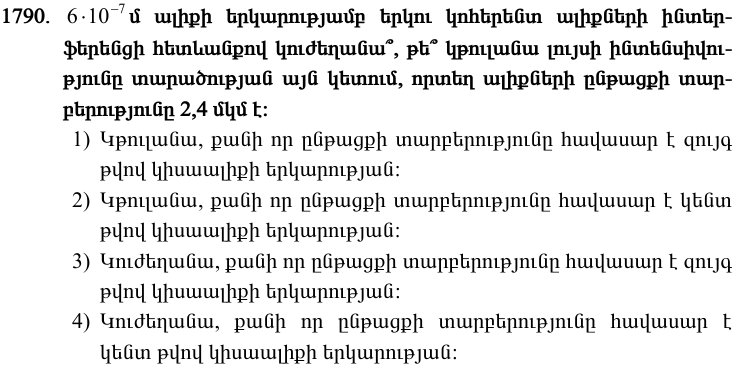 1790. 6·10⁻⁷մ ալիքի երկարությամբ երկու կոհերենտ ալիքների ինտեր-
ֆերենցի հետևանքով կուժեղանա՞, թե՞ կթուլանա լույսի ինտենսիվու-
թյունը տարածության այն կետում, որտեղ ալիքների ընթացքի տար-
բերությունը 2,4 մկմ է:
1) Կթուլանա, քանի որ ընթացքի տարբերությունը հավասար է զույգ
թվով կիսաալիքի երկարության:
2) Կթուլանա, քանի որ ընթացքի տարբերությունը հավասար է կենտ
թվով կիսաալիքի երկարության:
3) Կուժեղանա, քանի որ ընթացքի տարբերությունը հավասար է զույգ
թվով կիսաալիքի երկարության:
4) Կուժեղանա, քանի որ ընթացքի տարբերությունը հավասար է
կենտ թվով կիսաալիքի երկարության: